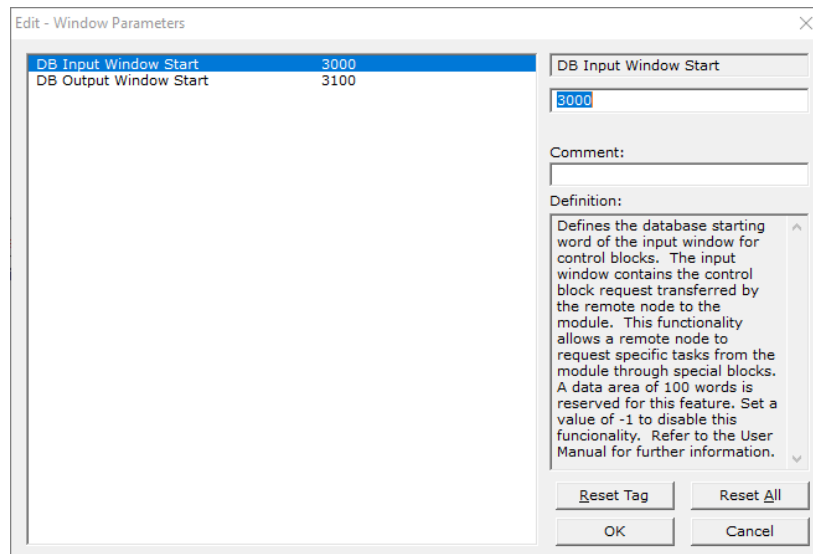 Edit - Window Parameters
DB Input Window Start 3000
DB Output Window Start 3100
DB Input Window Start
3000
Comment:
Definition:
Defines the database starting
word of the input window for
control blocks.  The input
window contains the control
block request transferred by
the remote node to the
module.  This functionality
allows a remote node to
request specific tasks from the
module through special blocks.
A data area of 100 words is
reserved for this feature. Set a
value of -1 to disable this
funcionality.  Refer to the User
Manual for further information.
Reset Tag
Reset All
OK
Cancel